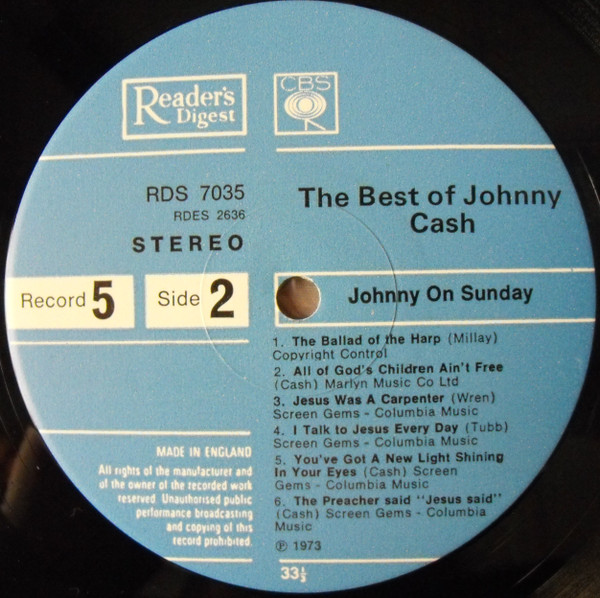 Reader's
Digest
CBS
RDS 7035
RDES 2636
STEREO
The Best of Johnny
Cash
Record 5
Side 2
Johnny On Sunday
1. The Ballad of the Harp (Millay)
Copyright Control
2. All of God's Children Ain't Free
(Cash) Marlyn Music Co Ltd
3. Jesus Was A Carpenter (Wren)
Screen Gems - Columbia Music
4. I Talk to Jesus Every Day (Tubb)
Screen Gems - Columbia Music
5. You've Got A New Light Shining
In Your Eyes (Cash) Screen
Gems - Columbia Music
6. The Preacher said "Jesus said"
(Cash) Screen Gems - Columbia
Music
℗ 1973
MADE IN ENGLAND
All rights of the manufacturer and
of the owner of the recorded work
reserved. Unauthorised public
performance broadcasting
and copying of this
record prohibited.
33⅓